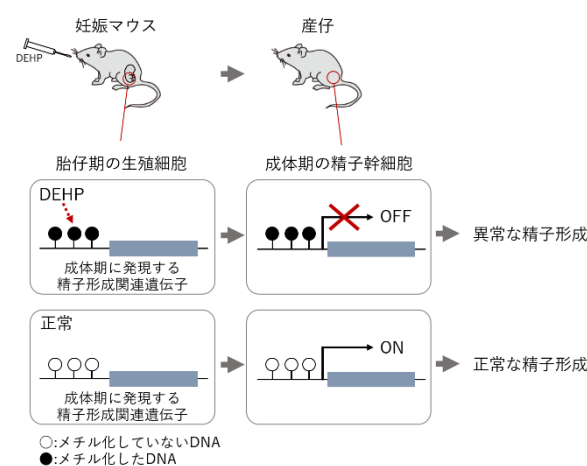 妊娠マウス
産仔
DEHP
胎仔期の生殖細胞
成体期の精子幹細胞
DEHP
OFF
異常な精子形成
成体期に発現する
精子形成関連遺伝子
正常
ON
正常な精子形成
成体期に発現する
精子形成関連遺伝子
○:メチル化していないDNA
●:メチル化したDNA